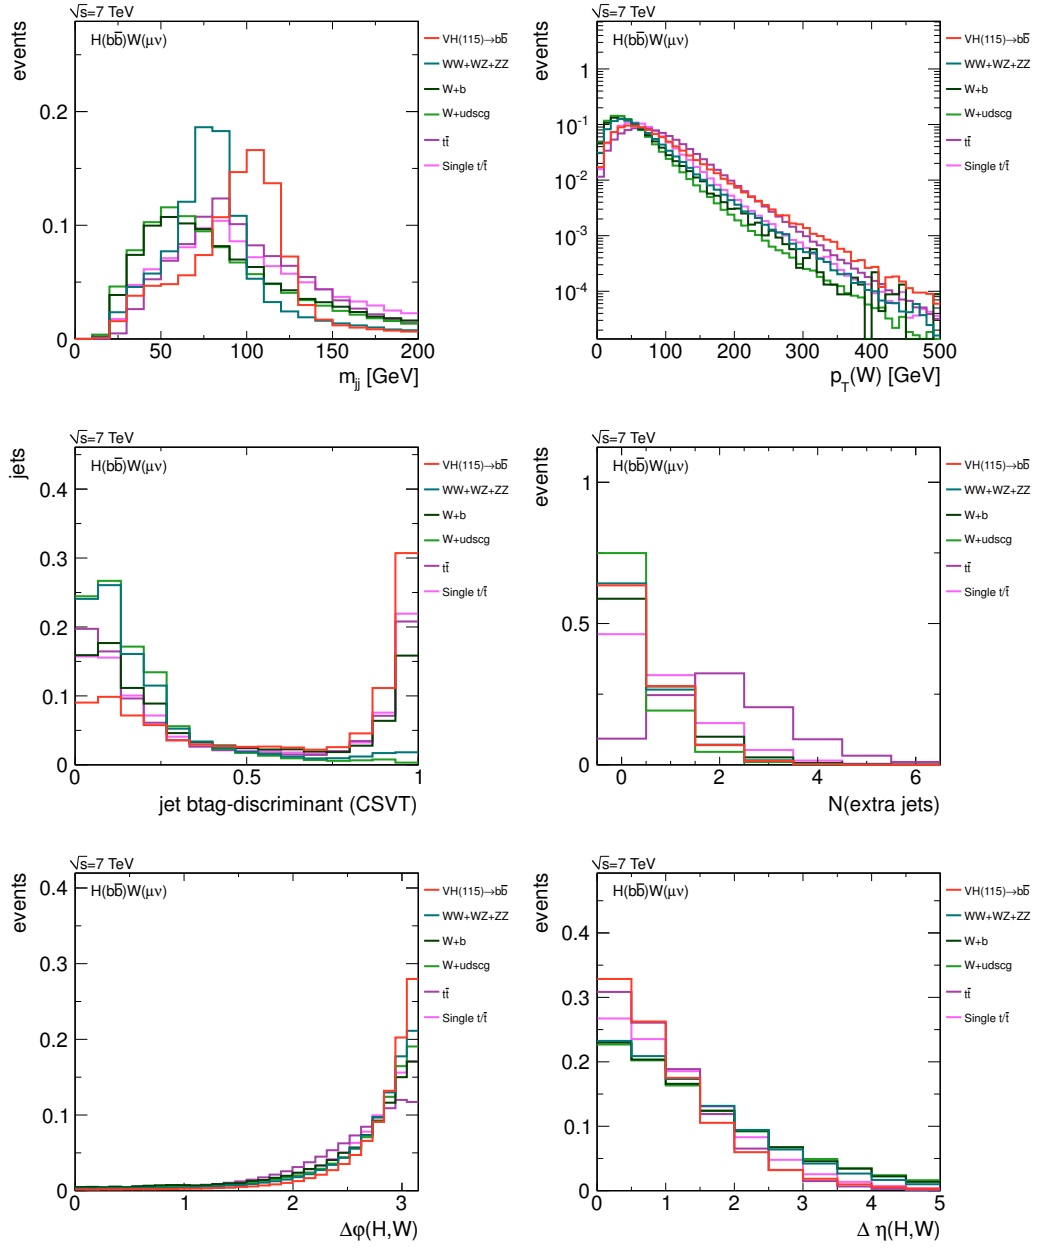 √s=7 TeV
events
H(bb̄)W(μν)
VH(115)→bb̄
WW+WZ+ZZ
W+b
W+udscg
tt̄
Single t/t̄
0.2
0.1
0
0 50 100 150 200
m_jj [GeV]
√s=7 TeV
events
H(bb̄)W(μν)
VH(115)→bb̄
WW+WZ+ZZ
W+b
W+udscg
tt̄
Single t/t̄
1
10⁻¹
10⁻²
10⁻³
10⁻⁴
0 100 200 300 400 500
p_T(W) [GeV]
√s=7 TeV
jets
H(bb̄)W(μν)
VH(115)→bb̄
WW+WZ+ZZ
W+b
W+udscg
tt̄
Single t/t̄
0.4
0.3
0.2
0.1
0
0 0.5 1
jet btag-discriminant (CSVT)
√s=7 TeV
events
H(bb̄)W(μν)
VH(115)→bb̄
WW+WZ+ZZ
W+b
W+udscg
tt̄
Single t/t̄
1
0.5
0
0 2 4 6
N(extra jets)
√s=7 TeV
events
H(bb̄)W(μν)
VH(115)→bb̄
WW+WZ+ZZ
W+b
W+udscg
tt̄
Single t/t̄
0.4
0.3
0.2
0.1
0
0 1 2 3
Δφ(H,W)
√s=7 TeV
events
H(bb̄)W(μν)
VH(115)→bb̄
WW+WZ+ZZ
W+b
W+udscg
tt̄
Single t/t̄
0.4
0.3
0.2
0.1
0
0 1 2 3 4 5
Δ η(H,W)